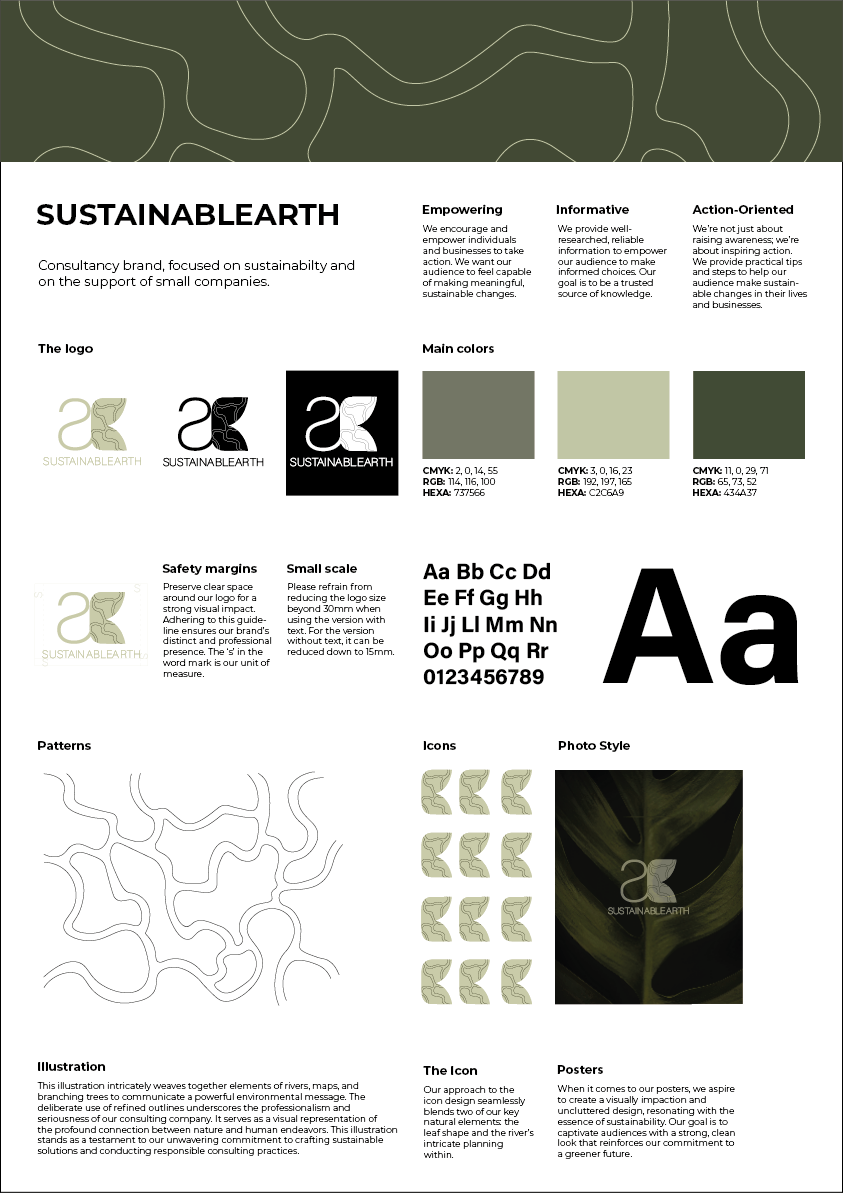 SUSTAINABLEARTH
Consultancy brand, focused on sustainabilty and
on the support of small companies.
Empowering
We encourage and
empower individuals
and businesses to take
action. We want our
audience to feel capable
of making meaningful,
sustainable changes.
Informative
We provide well-
researched, reliable
information to empower
our audience to make
informed choices. Our
goal is to be a trusted
source of knowledge.
Action-Oriented
We're not just about
raising awareness; we're
about inspiring action.
We provide practical tips
and steps to help our
audience make sustain-
able changes in their lives
and businesses.
The logo
SUSTAINABLEARTH
SUSTAINABLEARTH
SUSTAINABLEARTH
Main colors
CMYK: 2, 0, 14, 55
RGB: 114, 116, 100
HEXA: 737566
CMYK: 3, 0, 16, 23
RGB: 192, 197, 165
HEXA: C2C6A9
CMYK: 11, 0, 29, 71
RGB: 65, 73, 52
HEXA: 434A37
S
S
SUSTAINABLEARTH
S
S
Safety margins
Preserve clear space
around our logo for a
strong visual impact.
Adhering to this guide-
line ensures our brand's
distinct and professional
presence. The 's' in the
word mark is our unit of
measure.
Small scale
Please refrain from
reducing the logo size
beyond 30mm when
using the version with
text. For the version
without text, it can be
reduced down to 15mm.
Aa Bb Cc Dd
Ee Ff Gg Hh
Ii Jj Ll Mm Nn
Oo Pp Qq Rr
0123456789
Aa
Patterns
Icons
Photo Style
SUSTAINABLEARTH
Illustration
This illustration intricately weaves together elements of rivers, maps, and
branching trees to communicate a powerful environmental message. The
deliberate use of refined outlines underscores the professionalism and
seriousness of our consulting company. It serves as a visual representation of
the profound connection between nature and human endeavors. This illustration
stands as a testament to our unwavering commitment to crafting sustainable
solutions and conducting responsible consulting practices.
The Icon
Our approach to the
icon design seamlessly
blends two of our key
natural elements: the
leaf shape and the river's
intricate planning
within.
Posters
When it comes to our posters, we aspire
to create a visually impaction and
uncluttered design, resonating with the
essence of sustainability. Our goal is to
captivate audiences with a strong, clean
look that reinforces our commitment to
a greener future.